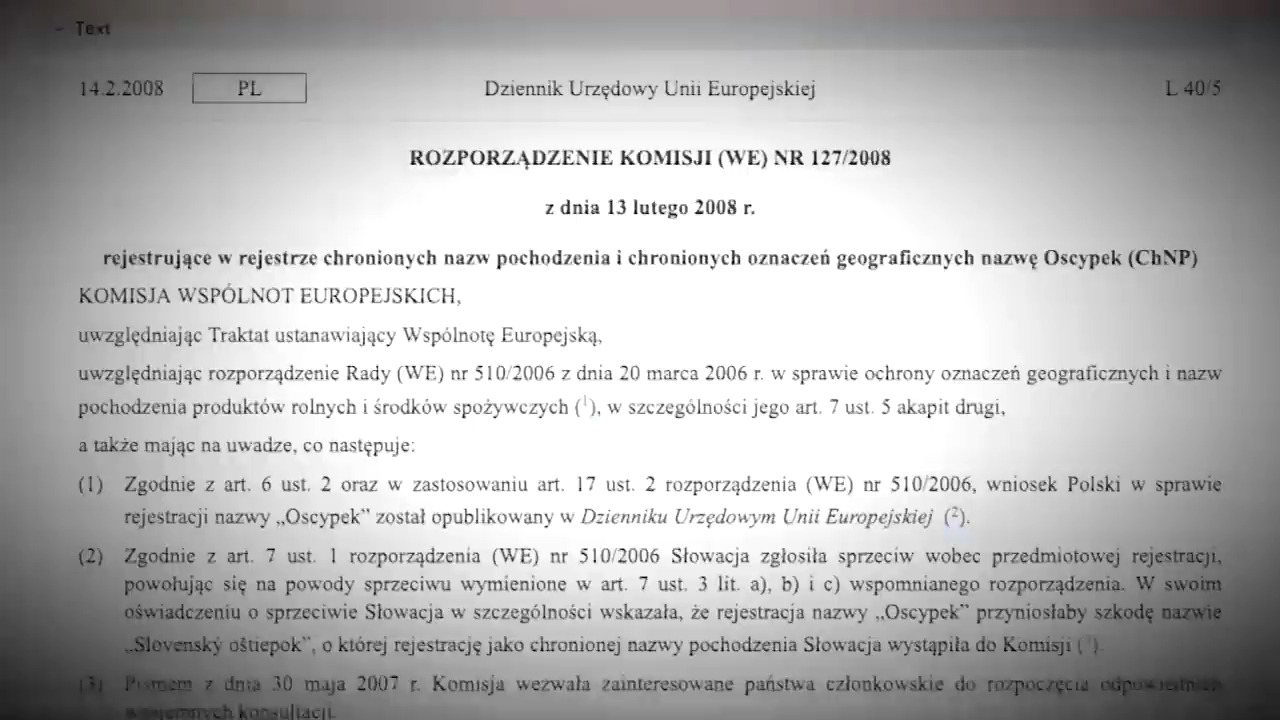 - Text
14.2.2008 PL Dziennik Urzędowy Unii Europejskiej L 40/5
ROZPORZĄDZENIE KOMISJI (WE) NR 127/2008
z dnia 13 lutego 2008 r.
rejestrujące w rejestrze chronionych nazw pochodzenia i chronionych oznaczeń geograficznych nazwę Oscypek (ChNP)
KOMISJA WSPÓLNOT EUROPEJSKICH,
uwzględniając Traktat ustanawiający Wspólnotę Europejską,
uwzględniając rozporządzenie Rady (WE) nr 510/2006 z dnia 20 marca 2006 r. w sprawie ochrony oznaczeń geograficznych i nazw
pochodzenia produktów rolnych i środków spożywczych (¹), w szczególności jego art. 7 ust. 5 akapit drugi,
a także mając na uwadze, co następuje:
(1) Zgodnie z art. 6 ust. 2 oraz w zastosowaniu art. 17 ust. 2 rozporządzenia (WE) nr 510/2006, wniosek Polski w sprawie
rejestracji nazwy „Oscypek” został opublikowany w Dzienniku Urzędowym Unii Europejskiej (²).
(2) Zgodnie z art. 7 ust. 1 rozporządzenia (WE) nr 510/2006 Słowacja zgłosiła sprzeciw wobec przedmiotowej rejestracji,
powołując się na powody sprzeciwu wymienione w art. 7 ust. 3 lit. a), b) i c) wspomnianego rozporządzenia. W swoim
oświadczeniu o sprzeciwie Słowacja w szczególności wskazała, że rejestracja nazwy „Oscypek” przyniosłaby szkodę nazwie
„Slovenský oštiepok”, o której rejestrację jako chronionej nazwy pochodzenia Słowacja wystąpiła do Komisji (³).
(3) Pismem z dnia 30 maja 2007 r. Komisja wezwała zainteresowane państwa członkowskie do rozpoczęcia
konsultacji.